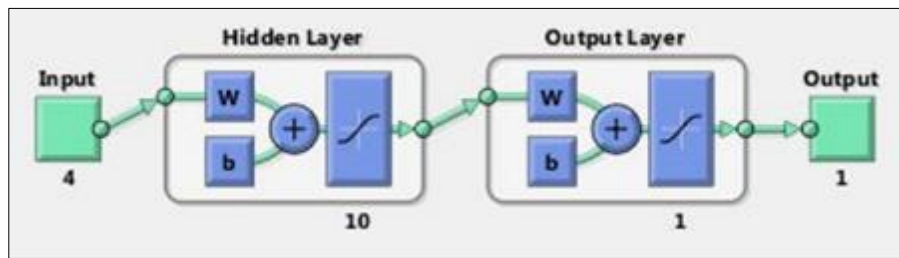 Hidden Layer
Output Layer
Input
Output
W
W
+
+
b
b
4
1
10
1